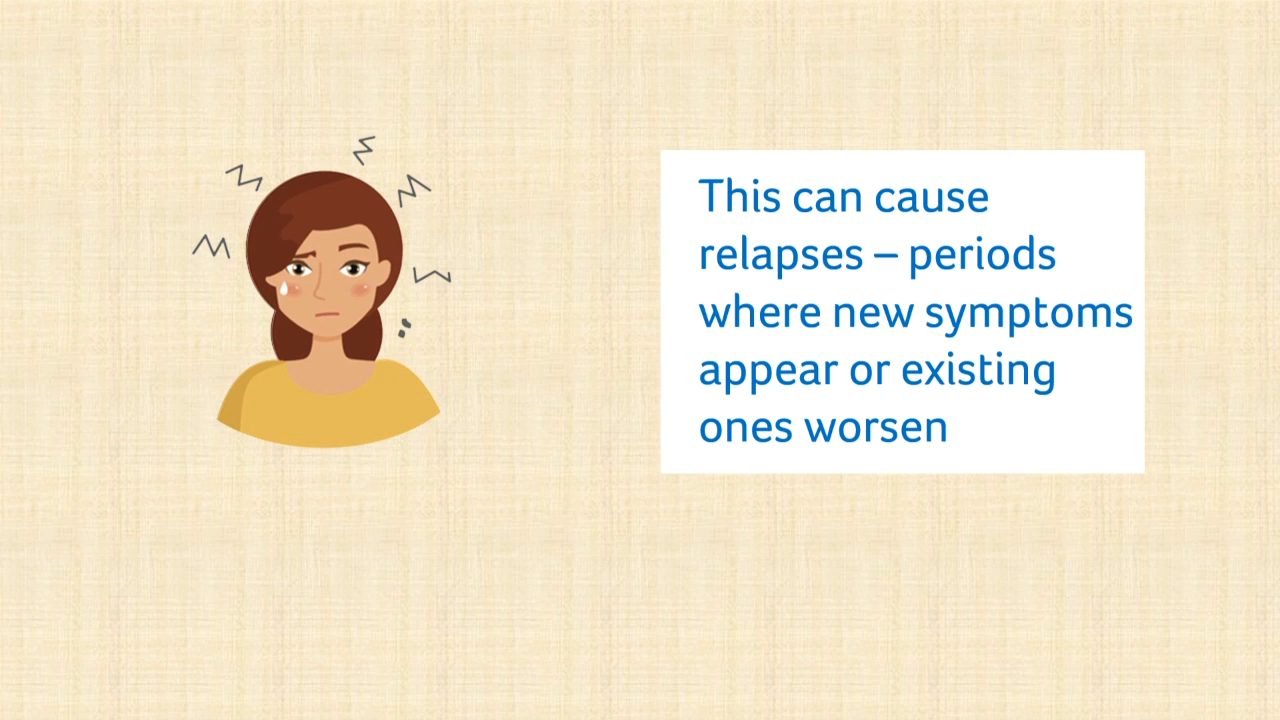 This can cause
relapses – periods
where new symptoms
appear or existing
ones worsen